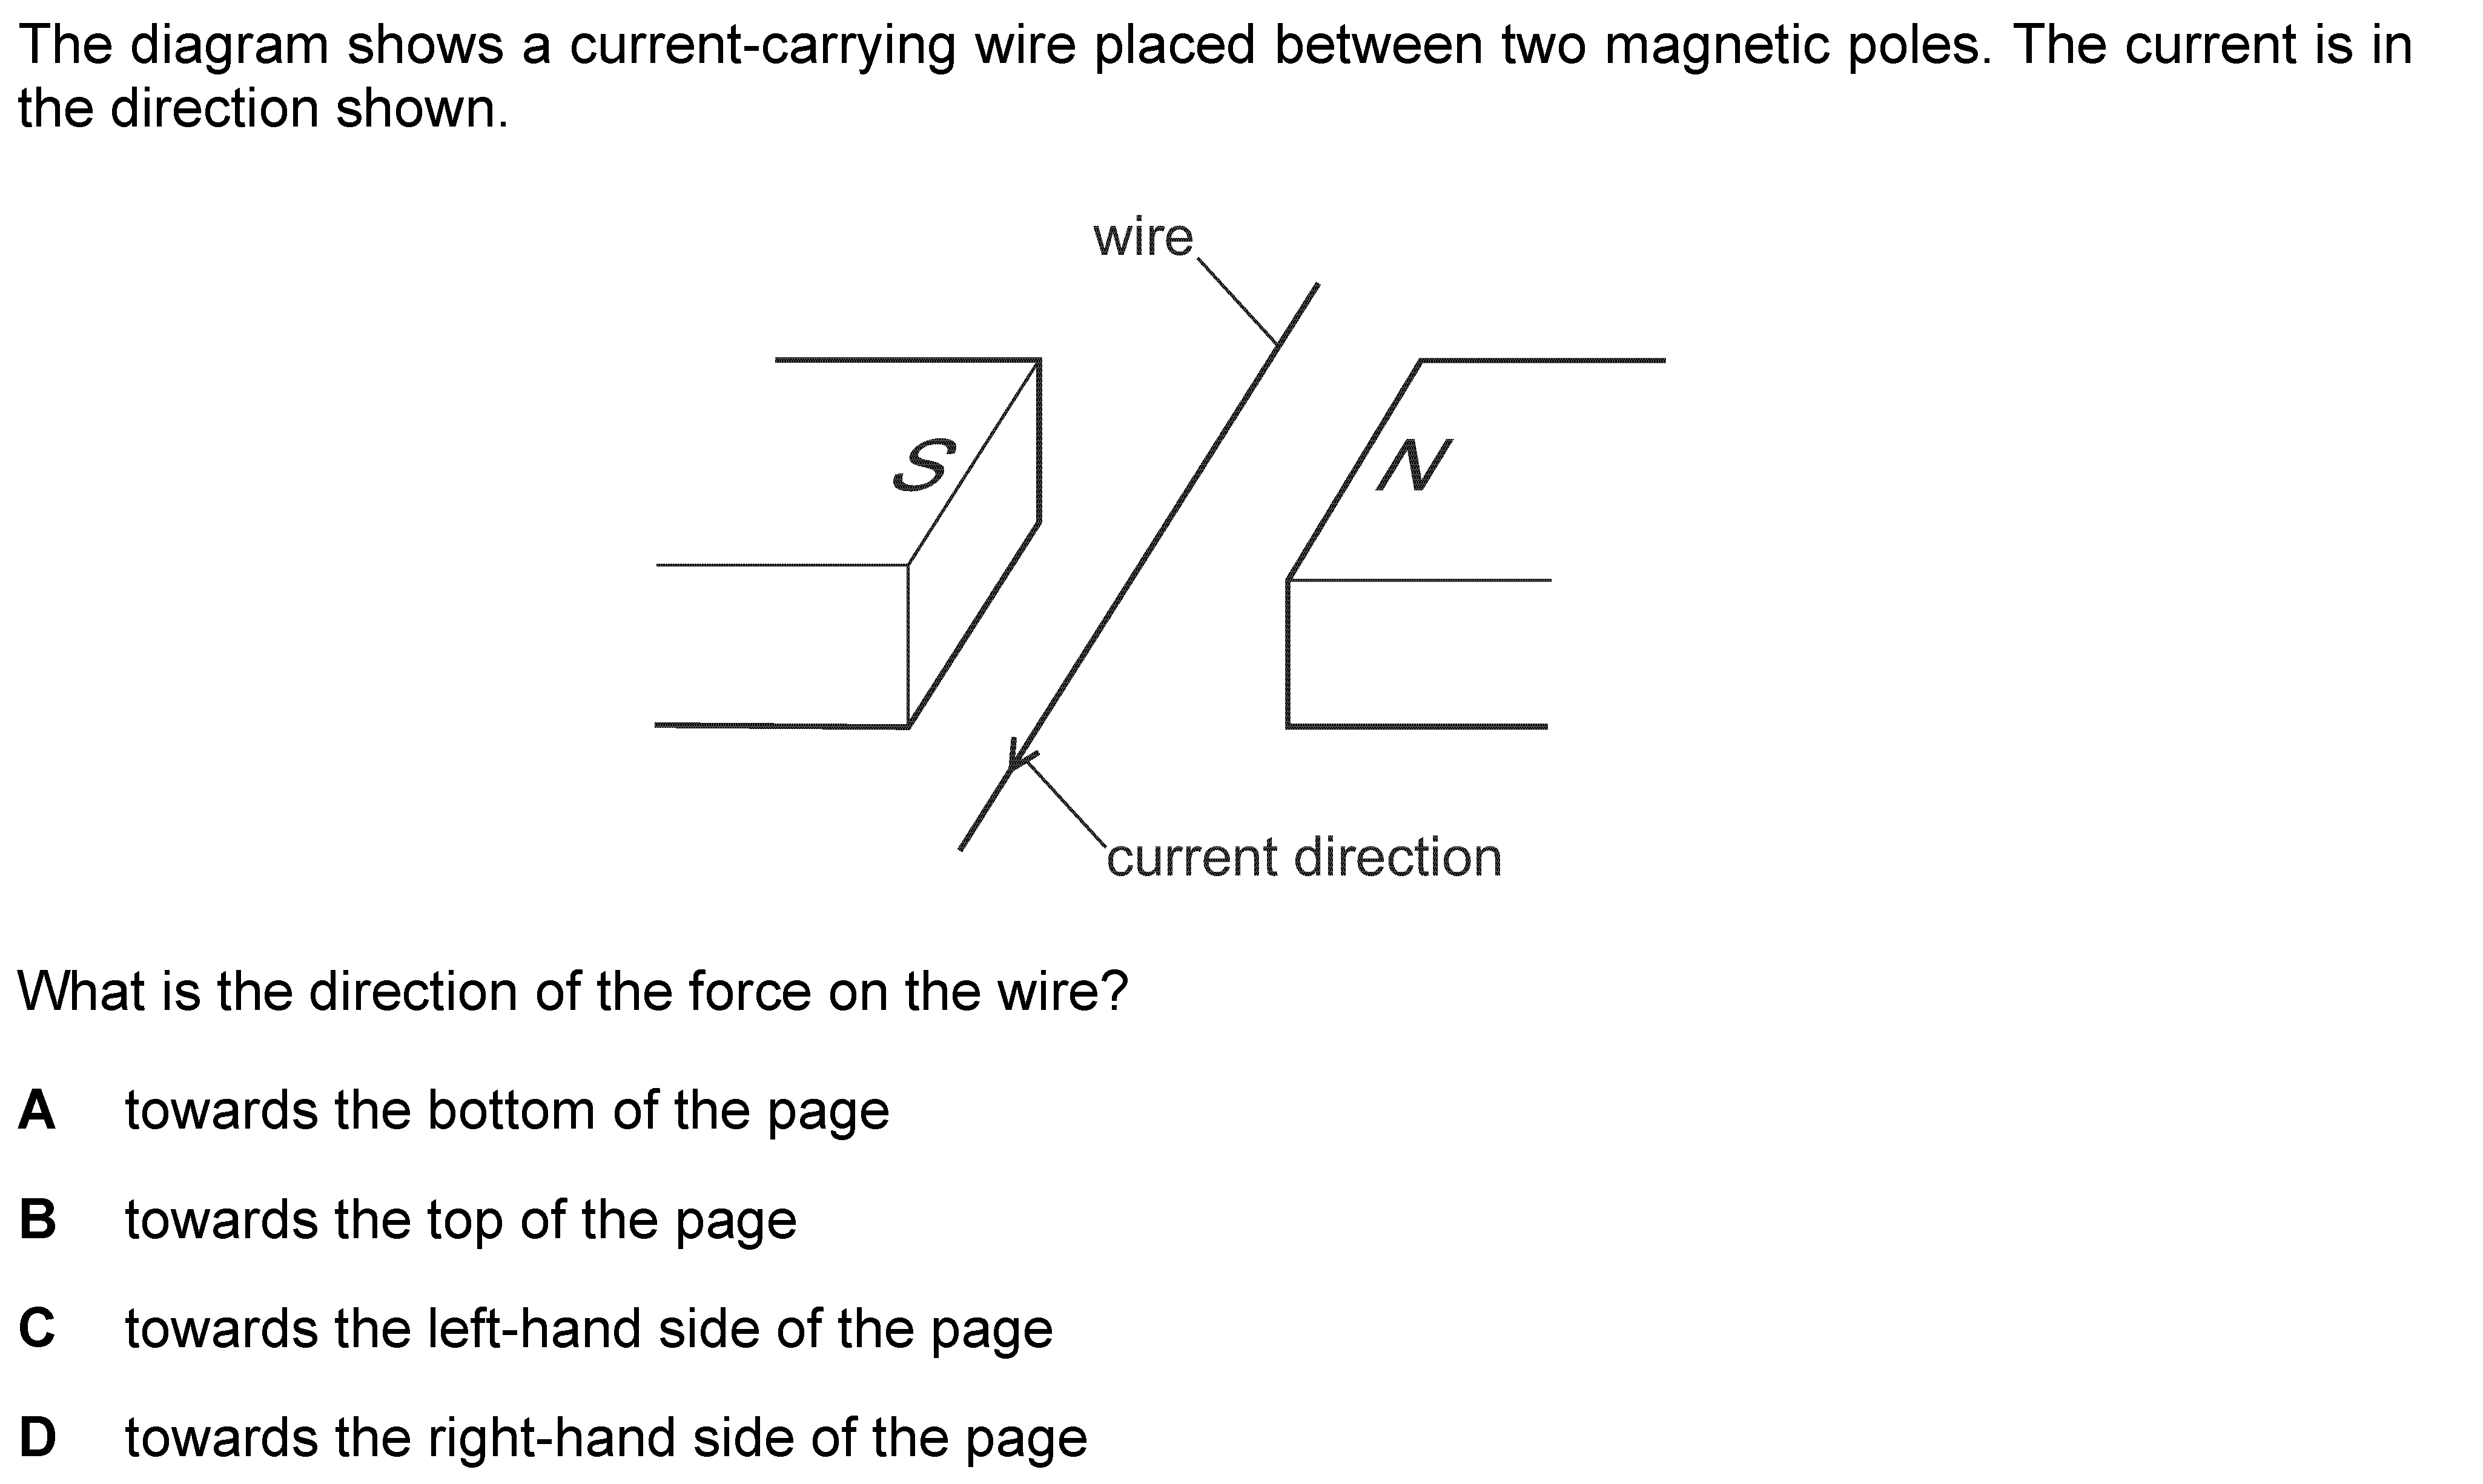 The diagram shows a current-carrying wire placed between two magnetic poles. The current is in
the direction shown.
wire
S
N
current direction
What is the direction of the force on the wire?
A towards the bottom of the page
B towards the top of the page
C towards the left-hand side of the page
D towards the right-hand side of the page